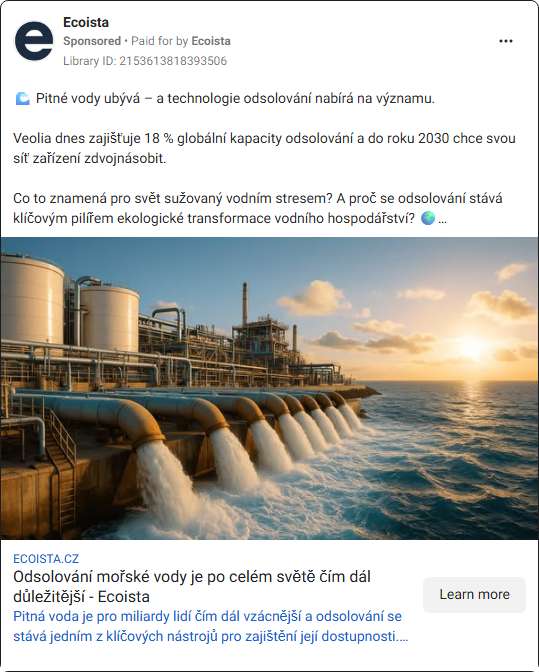 Ecoista
Sponsored • Paid for by Ecoista
Library ID: 2153613818393506
🌊 Pitné vody ubývá – a technologie odsolování nabírá na významu.
Veolia dnes zajišťuje 18 % globální kapacity odsolování a do roku 2030 chce svou
síť zařízení zdvojnásobit.
Co to znamená pro svět sužovaný vodním stresem? A proč se odsolování stává
klíčovým pilířem ekologické transformace vodního hospodářství? 🌍 ...
ECOISTA.CZ
Odsolování mořské vody je po celém světě čím dál
důležitější - Ecoista
Learn more
Pitná voda je pro miliardy lidí čím dál vzácnější a odsolování se
stává jedním z klíčových nástrojů pro zajištění její dostupnosti....